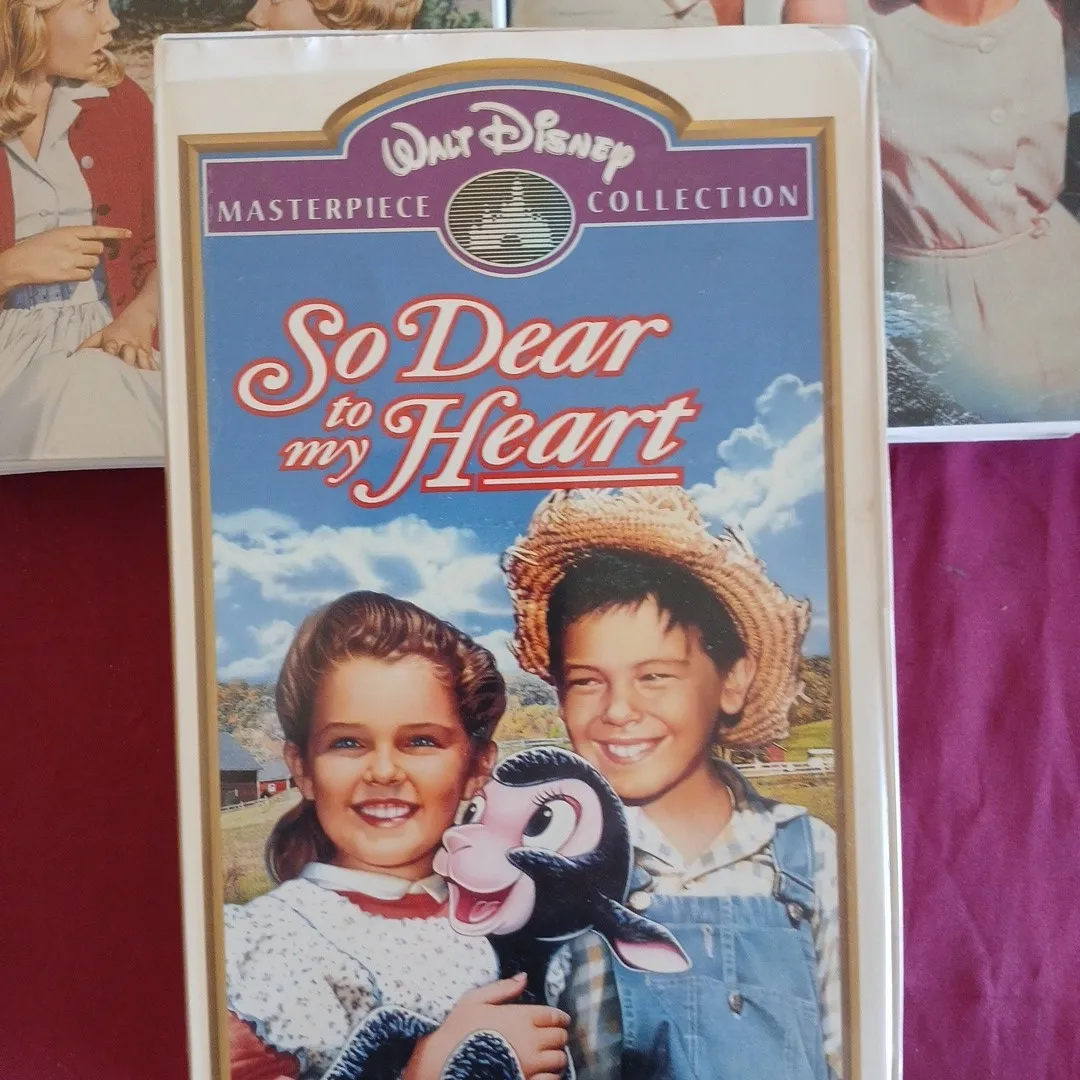 Walt Disney
MASTERPIECE COLLECTION
So Dear
to
my Heart